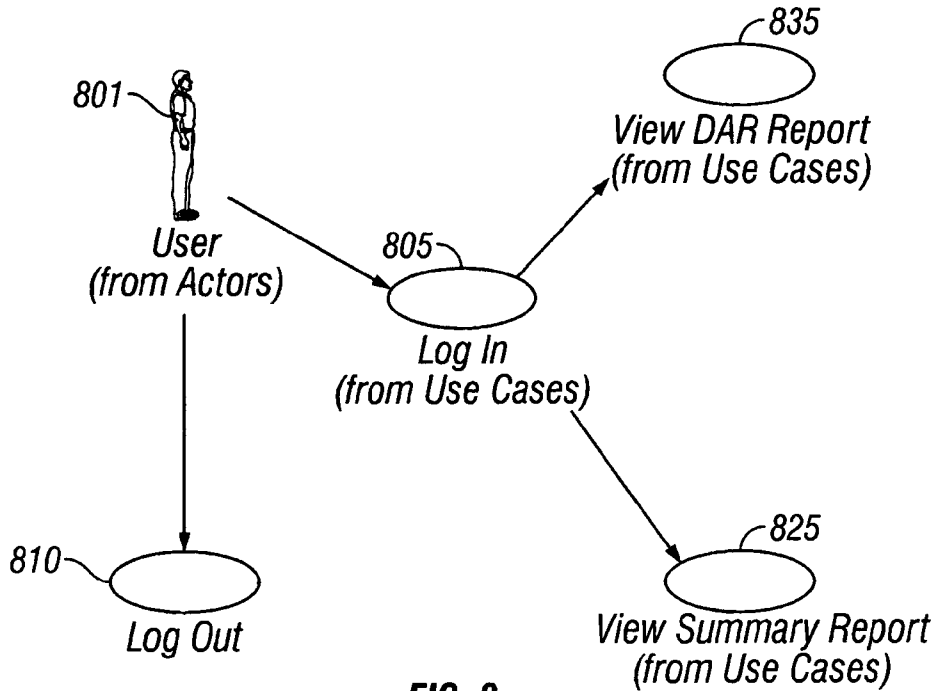 835
801
View DAR Report
(from Use Cases)
User
(from Actors)
805
Log In
(from Use Cases)
825
810
Log Out
View Summary Report
(from Use Cases)